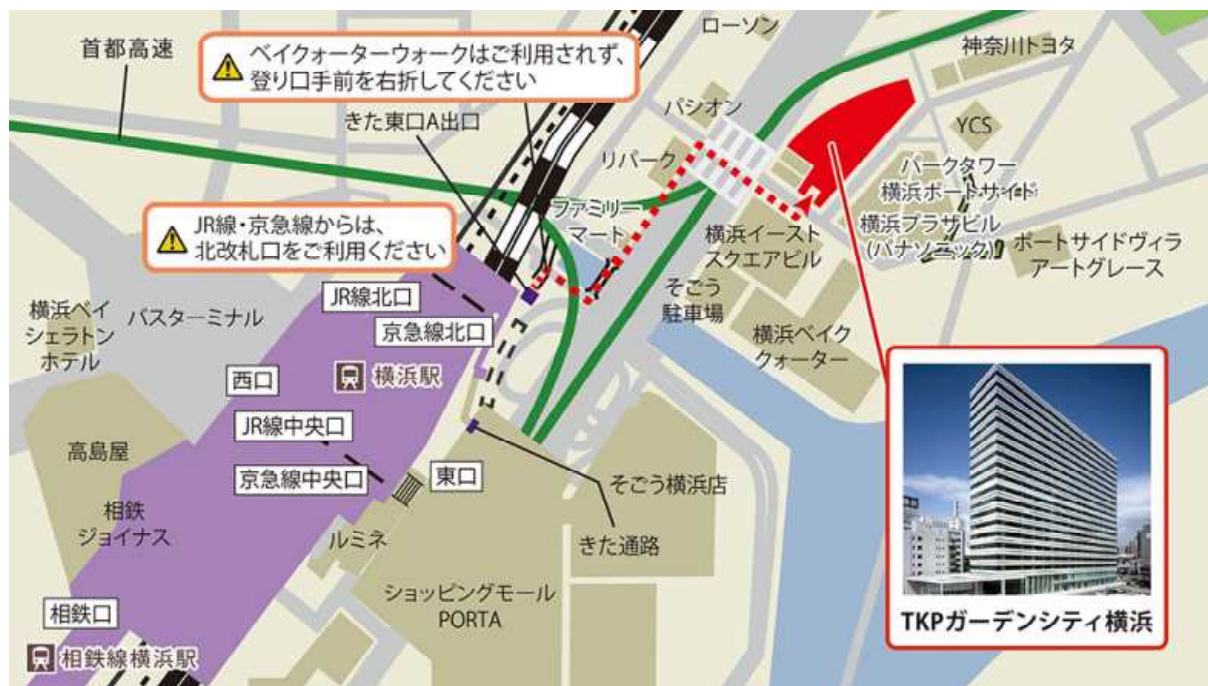 ローソン
首都高速
ベイクォーターウォークはご利用されず、
登り口手前を右折してください
神奈川トヨタ
パシオン
きた東口A出口
YCS
リパーク
パークタワー
横浜ポートサイド
ファミリー
マート
JR線・京急線からは、
北改札口をご利用ください
横浜イースト
スクエアビル
横浜プラザビル
(パナソニック)
ポートサイドヴィラ
アートグレース
JR線北口
そごう
駐車場
横浜ベイ
シェラトン
ホテル
バスターミナル
京急線北口
横浜ベイク
クォーター
西口
横浜駅
JR線中央口
高島屋
京急線中央口
東口
そごう横浜店
相鉄
ジョイナス
ルミネ
きた通路
ショッピングモール
PORTA
相鉄口
TKPガーデンシティ横浜
相鉄線横浜駅